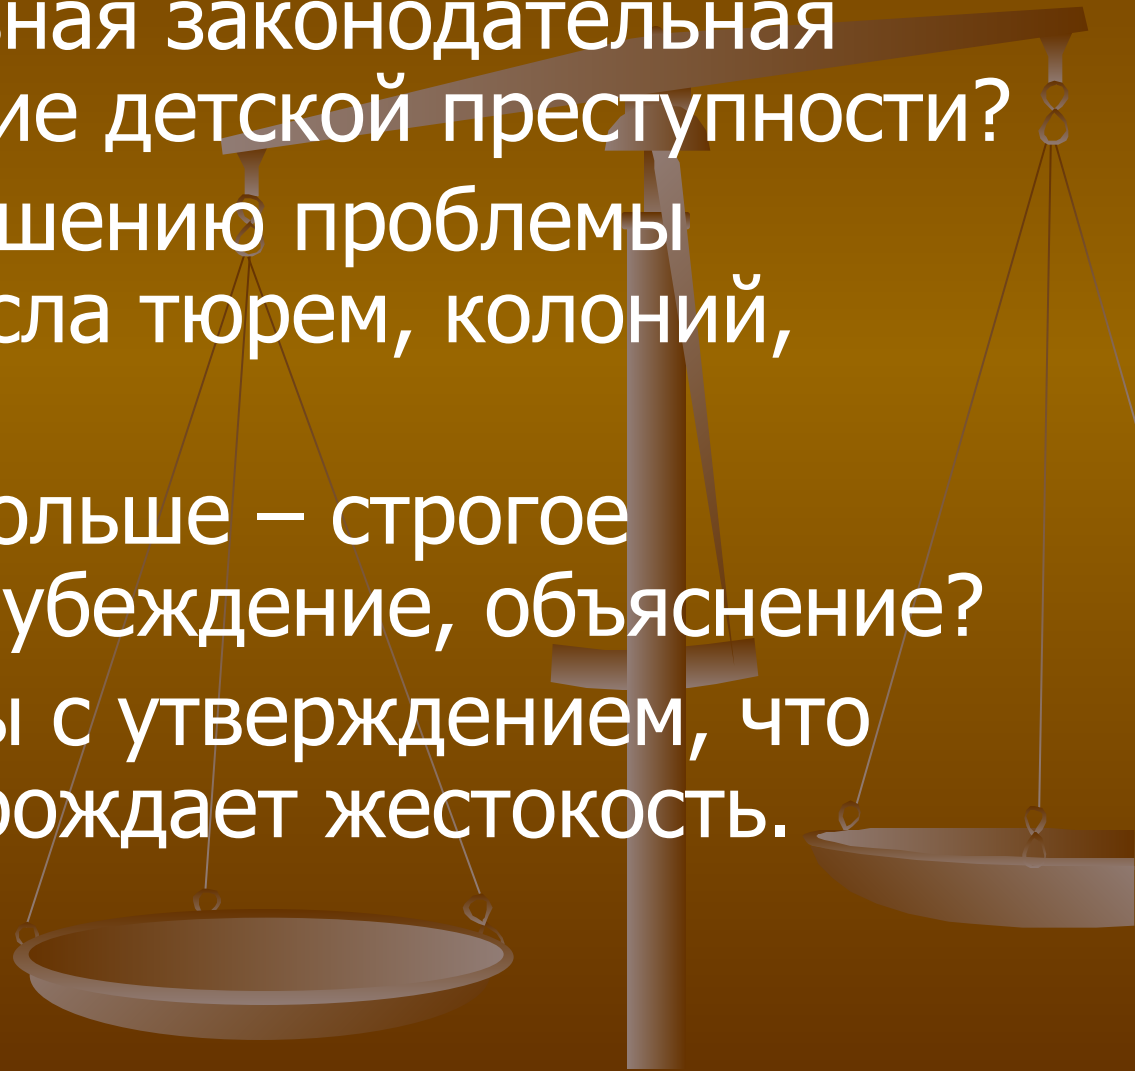 ная законодательная
ие детской преступности?
шению проблемы
сла тюрем, колоний,
ольше – строгое
убеждение, объяснение?
ы с утверждением, что
рождает жестокость.